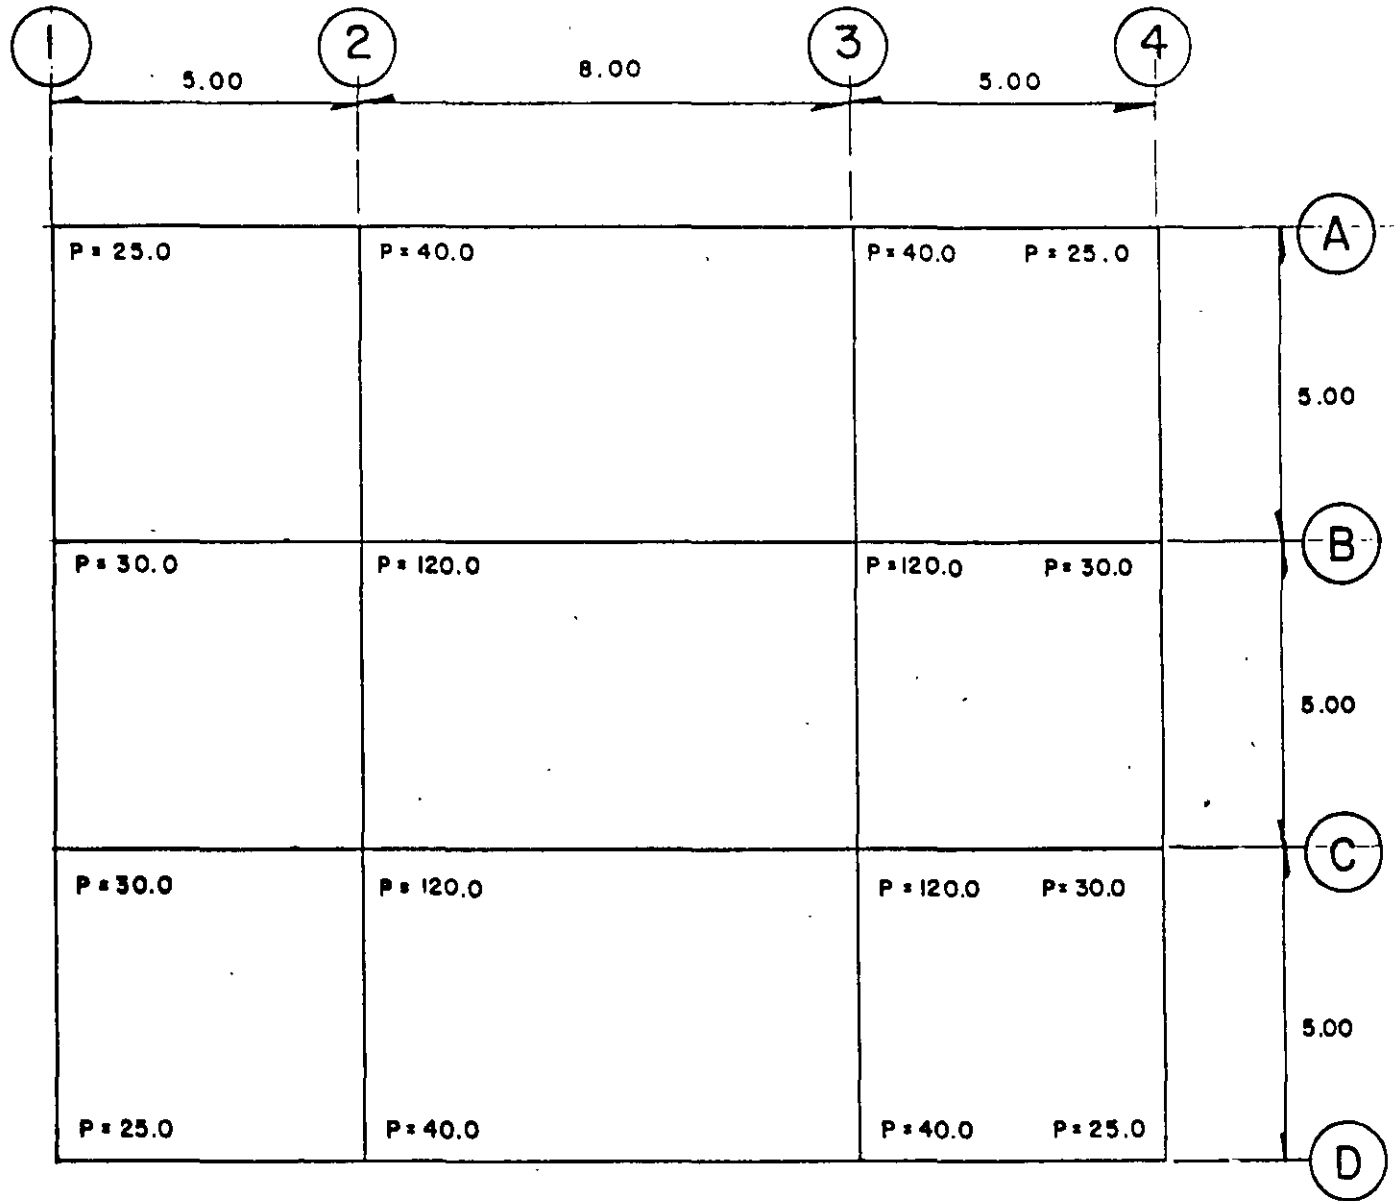 1 2 3 4
5.00 8.00 5.00
A
P = 25.0 P = 40.0 P = 40.0 P = 25.0
5.00
B
P = 30.0 P = 120.0 P = 120.0 P = 30.0
5.00
C
P = 30.0 P = 120.0 P = 120.0 P = 30.0
5.00
P = 25.0 P = 40.0 P = 40.0 P = 25.0
D